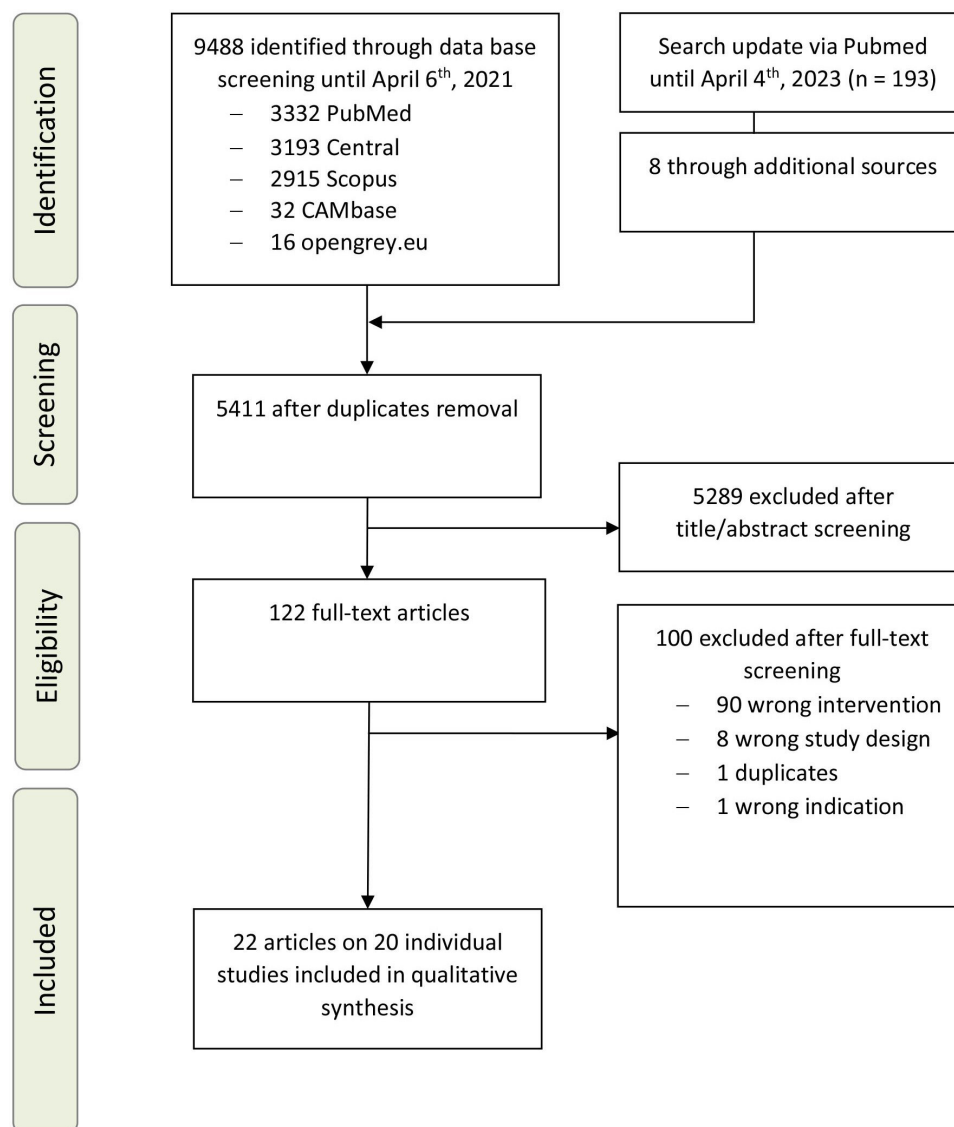 Identification
9488 identified through data base
screening until April 6th, 2021
– 3332 PubMed
– 3193 Central
– 2915 Scopus
– 32 CAMbase
– 16 opengrey.eu
Search update via Pubmed
until April 4th, 2023 (n = 193)
8 through additional sources
Screening
5411 after duplicates removal
5289 excluded after
title/abstract screening
Eligibility
122 full-text articles
100 excluded after full-text
screening
– 90 wrong intervention
– 8 wrong study design
– 1 duplicates
– 1 wrong indication
Included
22 articles on 20 individual
studies included in qualitative
synthesis